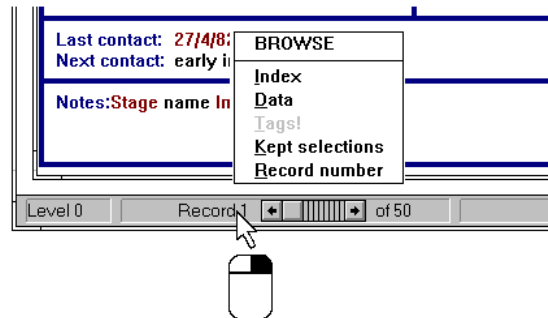 Last contact: 27/4/82
Next contact: early i
Notes:Stage name In
BROWSE
Index
Data
Tags!
Kept selections
Record number
Level 0
Record 1
of 50